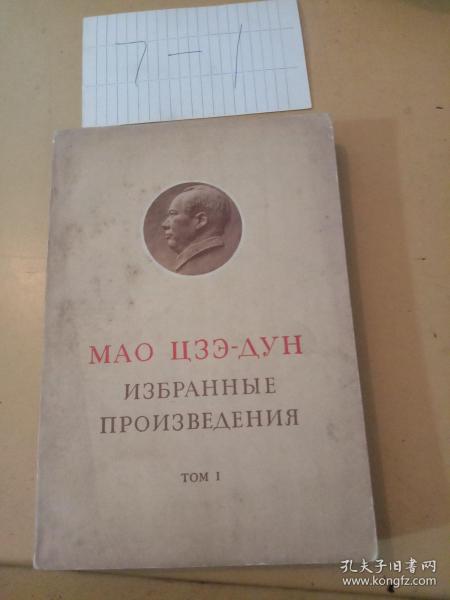 7-1
МАО ЦЗЭ-ДУН
ИЗБРАННЫЕ
ПРОИЗВЕДЕНИЯ
ТОМ I
孔夫子旧书网
www.kongfz.com